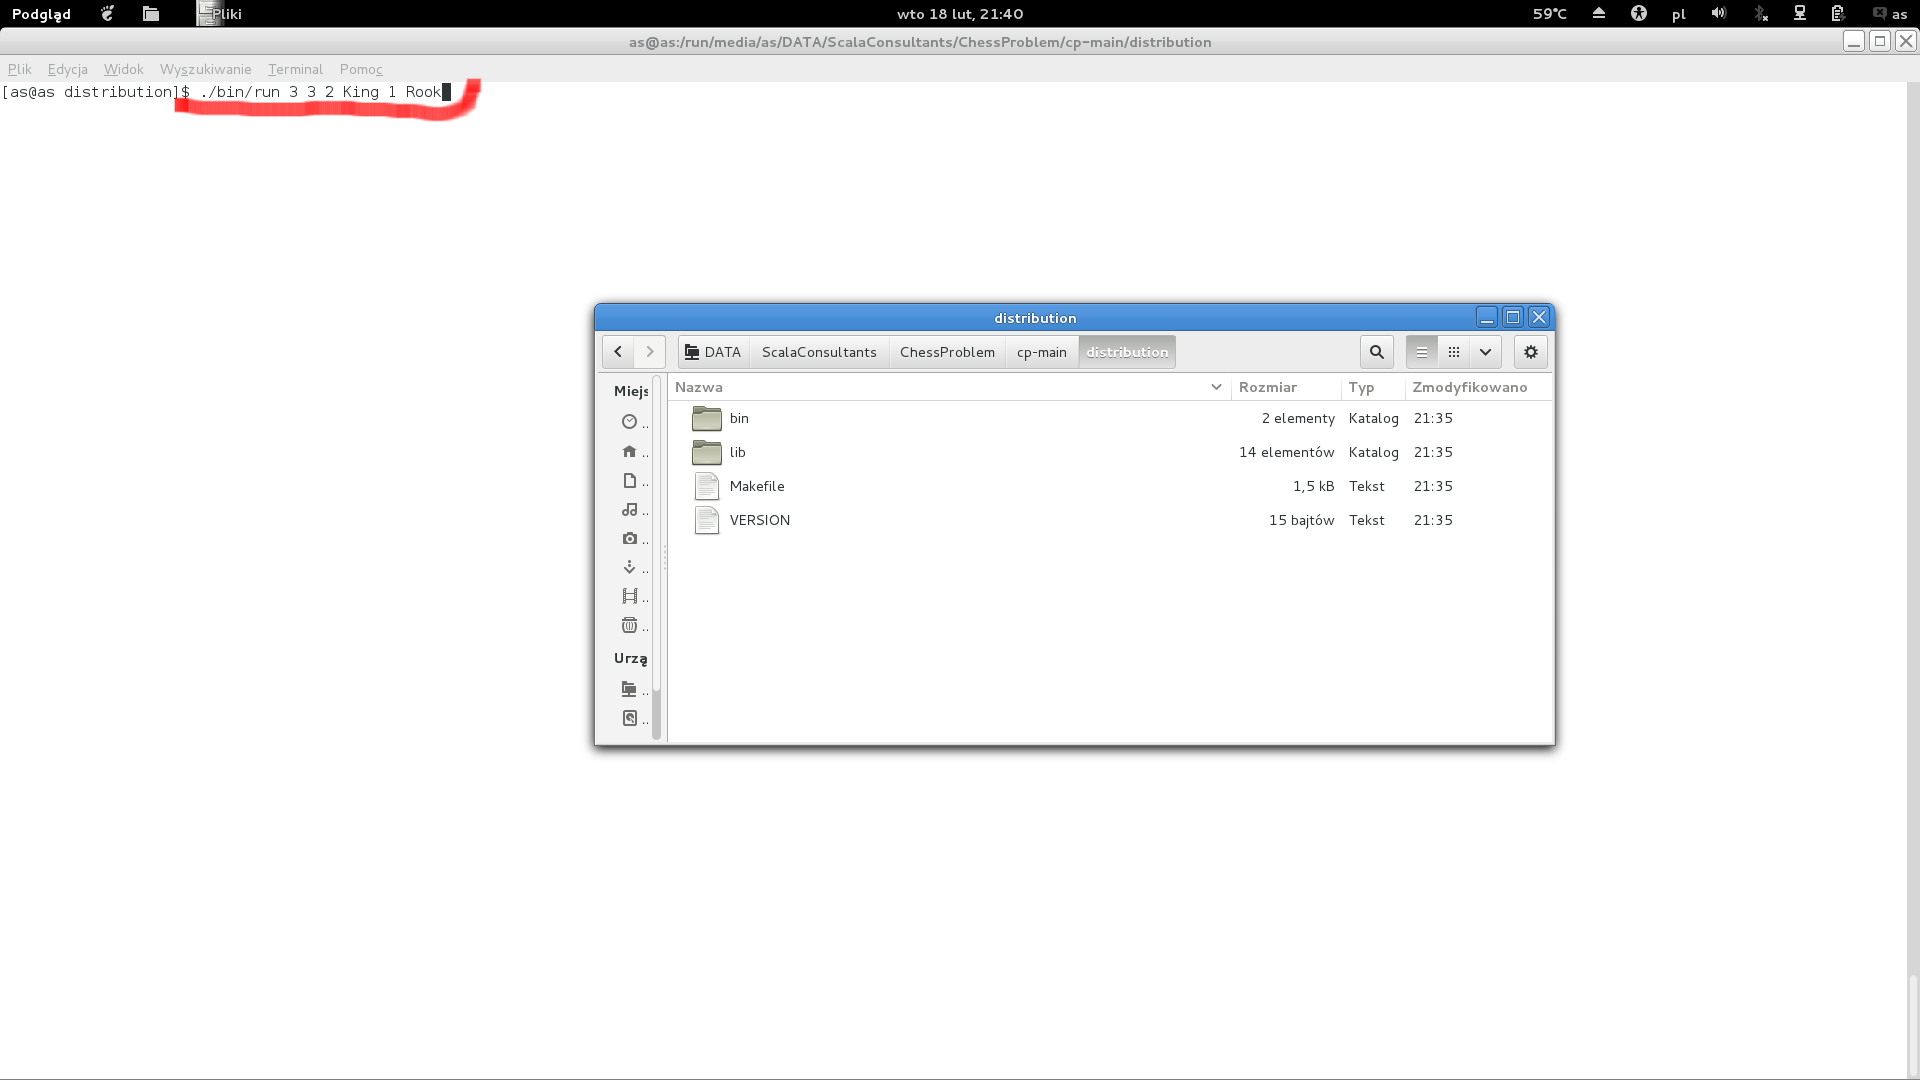 Podgląd Pliki wto 18 lut, 21:40 59°C pl as
as@as:/run/media/as/DATA/ScalaConsultants/ChessProblem/cp-main/distribution
Plik Edycja Widok Wyszukiwanie Terminal Pomoc
[as@as distribution]$ ./bin/run 3 3 2 King 1 Rook
distribution
DATA ScalaConsultants ChessProblem cp-main distribution
Miejs
Nazwa Rozmiar Typ Zmodyfikowano
bin 2 elementy Katalog 21:35
lib 14 elementów Katalog 21:35
Makefile 1,5 kB Tekst 21:35
VERSION 15 bajtów Tekst 21:35
..
..
..
..
..
..
..
..
Urzą
..
..